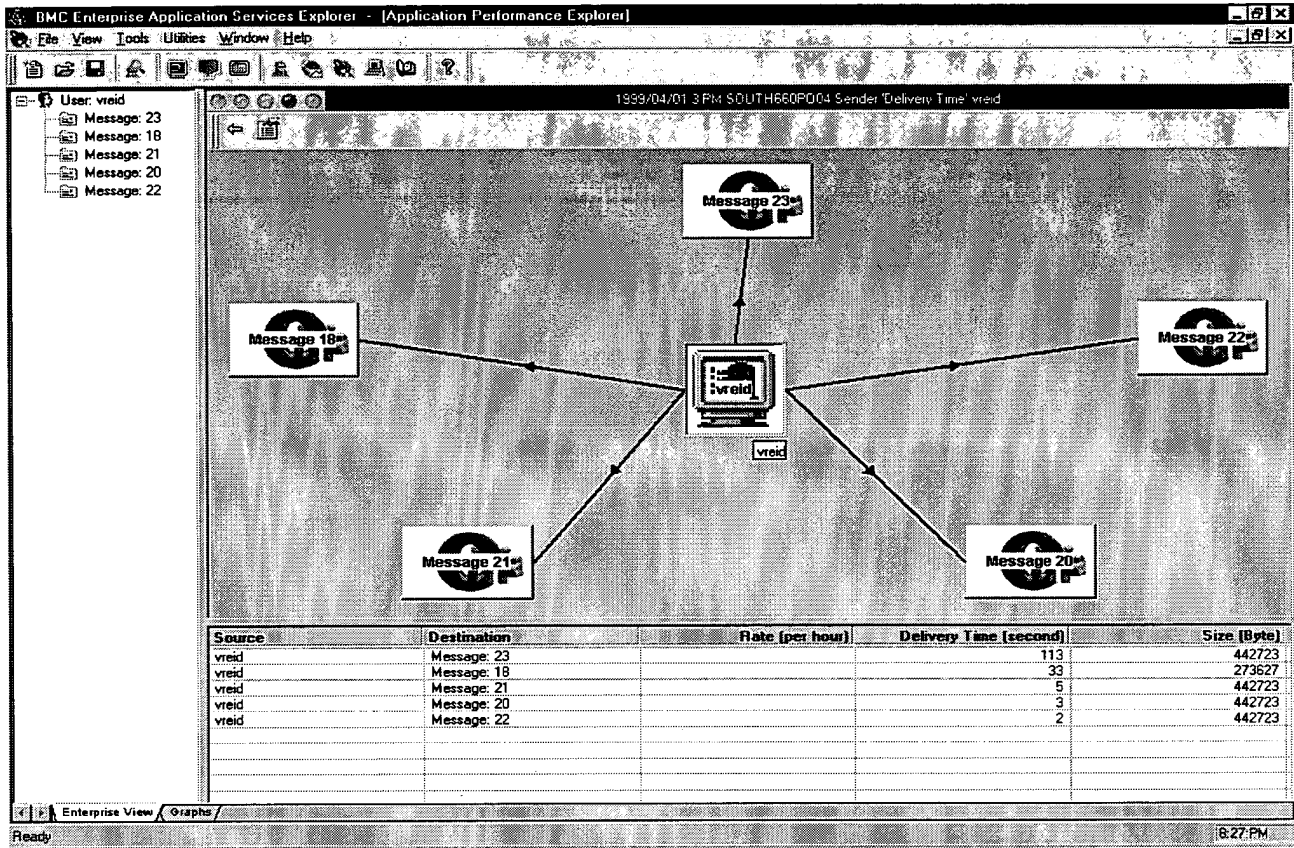 BMC Enterprise Application Services Explorer - [Application Performance Explorer]
File View Tools Utilities Window Help
User: vreid
Message: 23
Message: 18
Message: 21
Message: 20
Message: 22
1999/04/01 3 PM SOUTH660PO04 Sender 'Delivery Time' vreid
Message 23
Message 18
Message 22
vreid
vreid
Message 21
Message 20
Source Destination Rate (per hour) Delivery Time (second) Size (Byte)
vreid Message: 23 113 442723
vreid Message: 18 33 273627
vreid Message: 21 5 442723
vreid Message: 20 3 442723
vreid Message: 22 2 442723
Enterprise View Graphs
Ready 8:27 PM